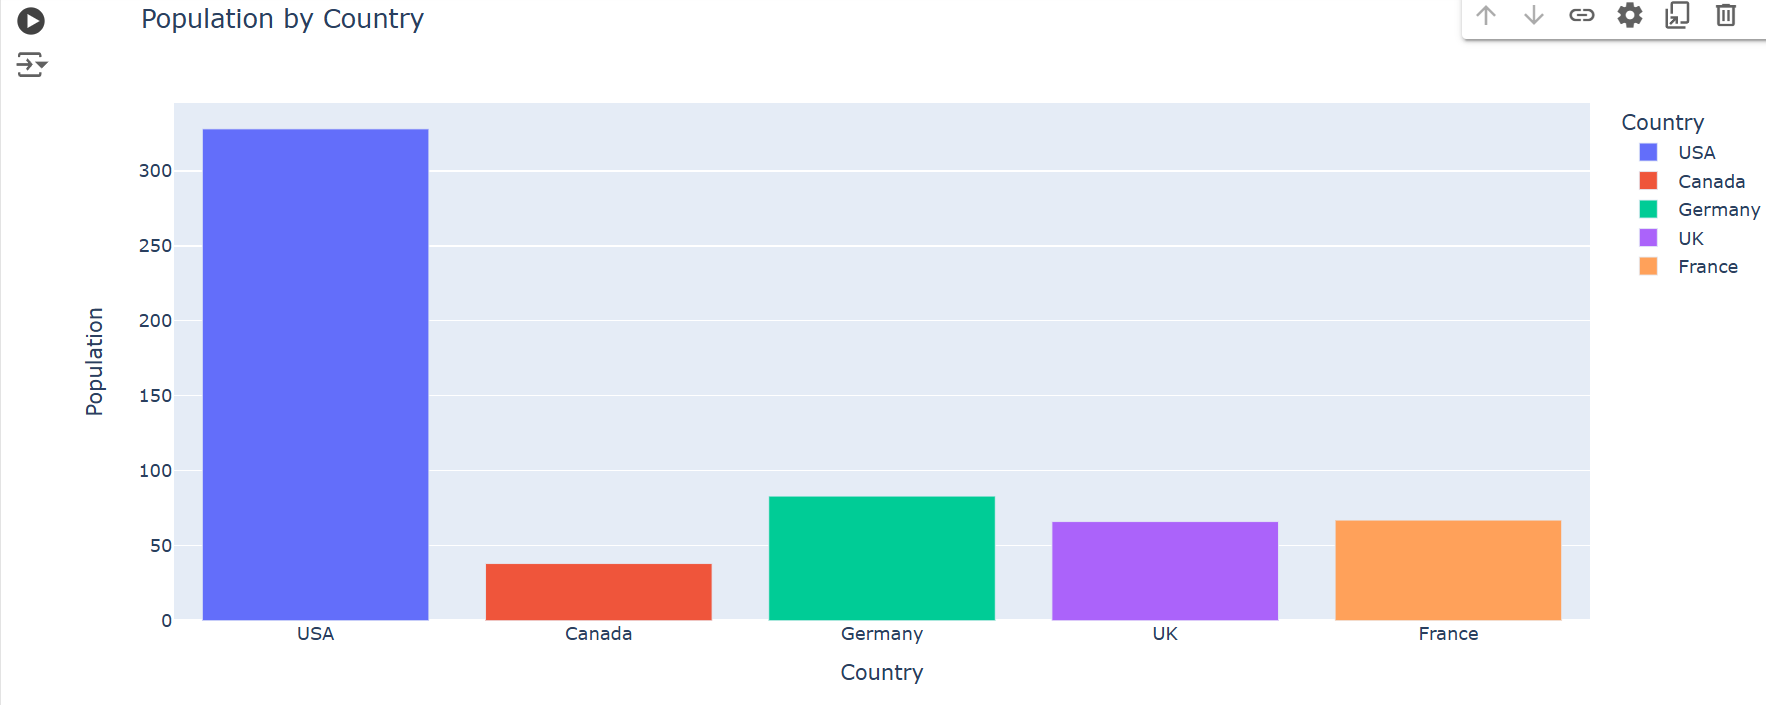 Population by Country
Population
300
250
200
150
100
50
0
USA Canada Germany UK France
Country
Country
USA
Canada
Germany
UK
France